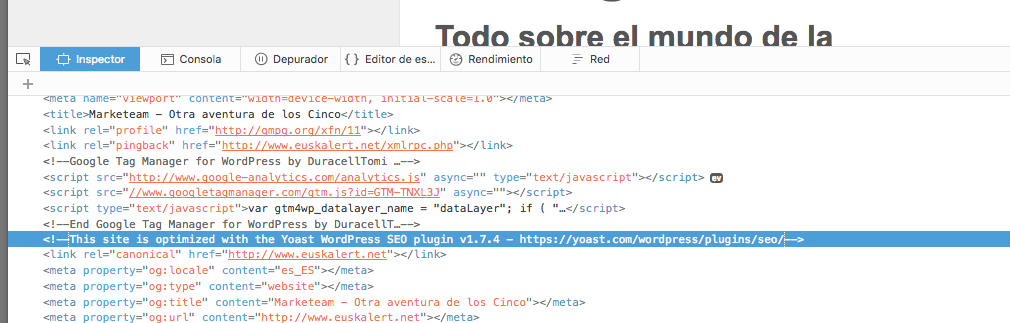 Todo sobre el mundo de la
Inspector Consola Depurador { } Editor de es... Rendimiento Red
+
<meta name="viewport" content="width=device-width, initial-scale=1.0"></meta>
<title>Marketeam – Otra aventura de los Cinco</title>
<link rel="profile" href="http://gmpg.org/xfn/11"></link>
<link rel="pingback" href="http://www.euskalert.net/xmlrpc.php"></link>
<!--Google Tag Manager for WordPress by DuracellTomi …-->
<script src="http://www.google-analytics.com/analytics.js" async="" type="text/javascript"></script> ev
<script src="//www.googletagmanager.com/gtm.js?id=GTM-TNXL3J" async=""></script>
<script type="text/javascript">var gtm4wp_datalayer_name = "dataLayer"; if ( "…</script>
<!--End Google Tag Manager for WordPress by DuracellT…-->
<!--This site is optimized with the Yoast WordPress SEO plugin v1.7.4 - https://yoast.com/wordpress/plugins/seo/-->
<link rel="canonical" href="http://www.euskalert.net"></link>
<meta property="og:locale" content="es_ES"></meta>
<meta property="og:type" content="website"></meta>
<meta property="og:title" content="Marketeam – Otra aventura de los Cinco"></meta>
<meta property="og:url" content="http://www.euskalert.net"></meta>